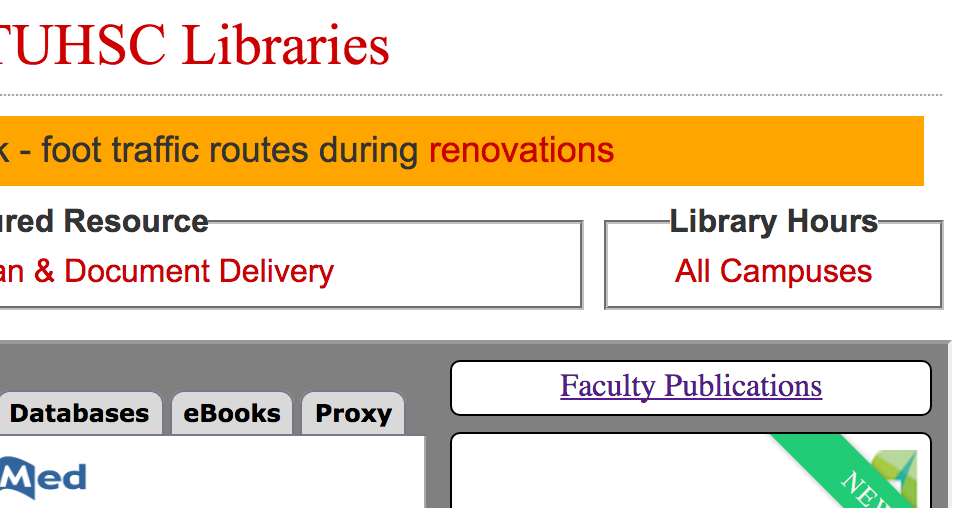 TUHSC Libraries
k - foot traffic routes during renovations
ured Resource
Library Hours
an & Document Delivery
All Campuses
Faculty Publications
Databases
eBooks
Proxy
Med
NEW